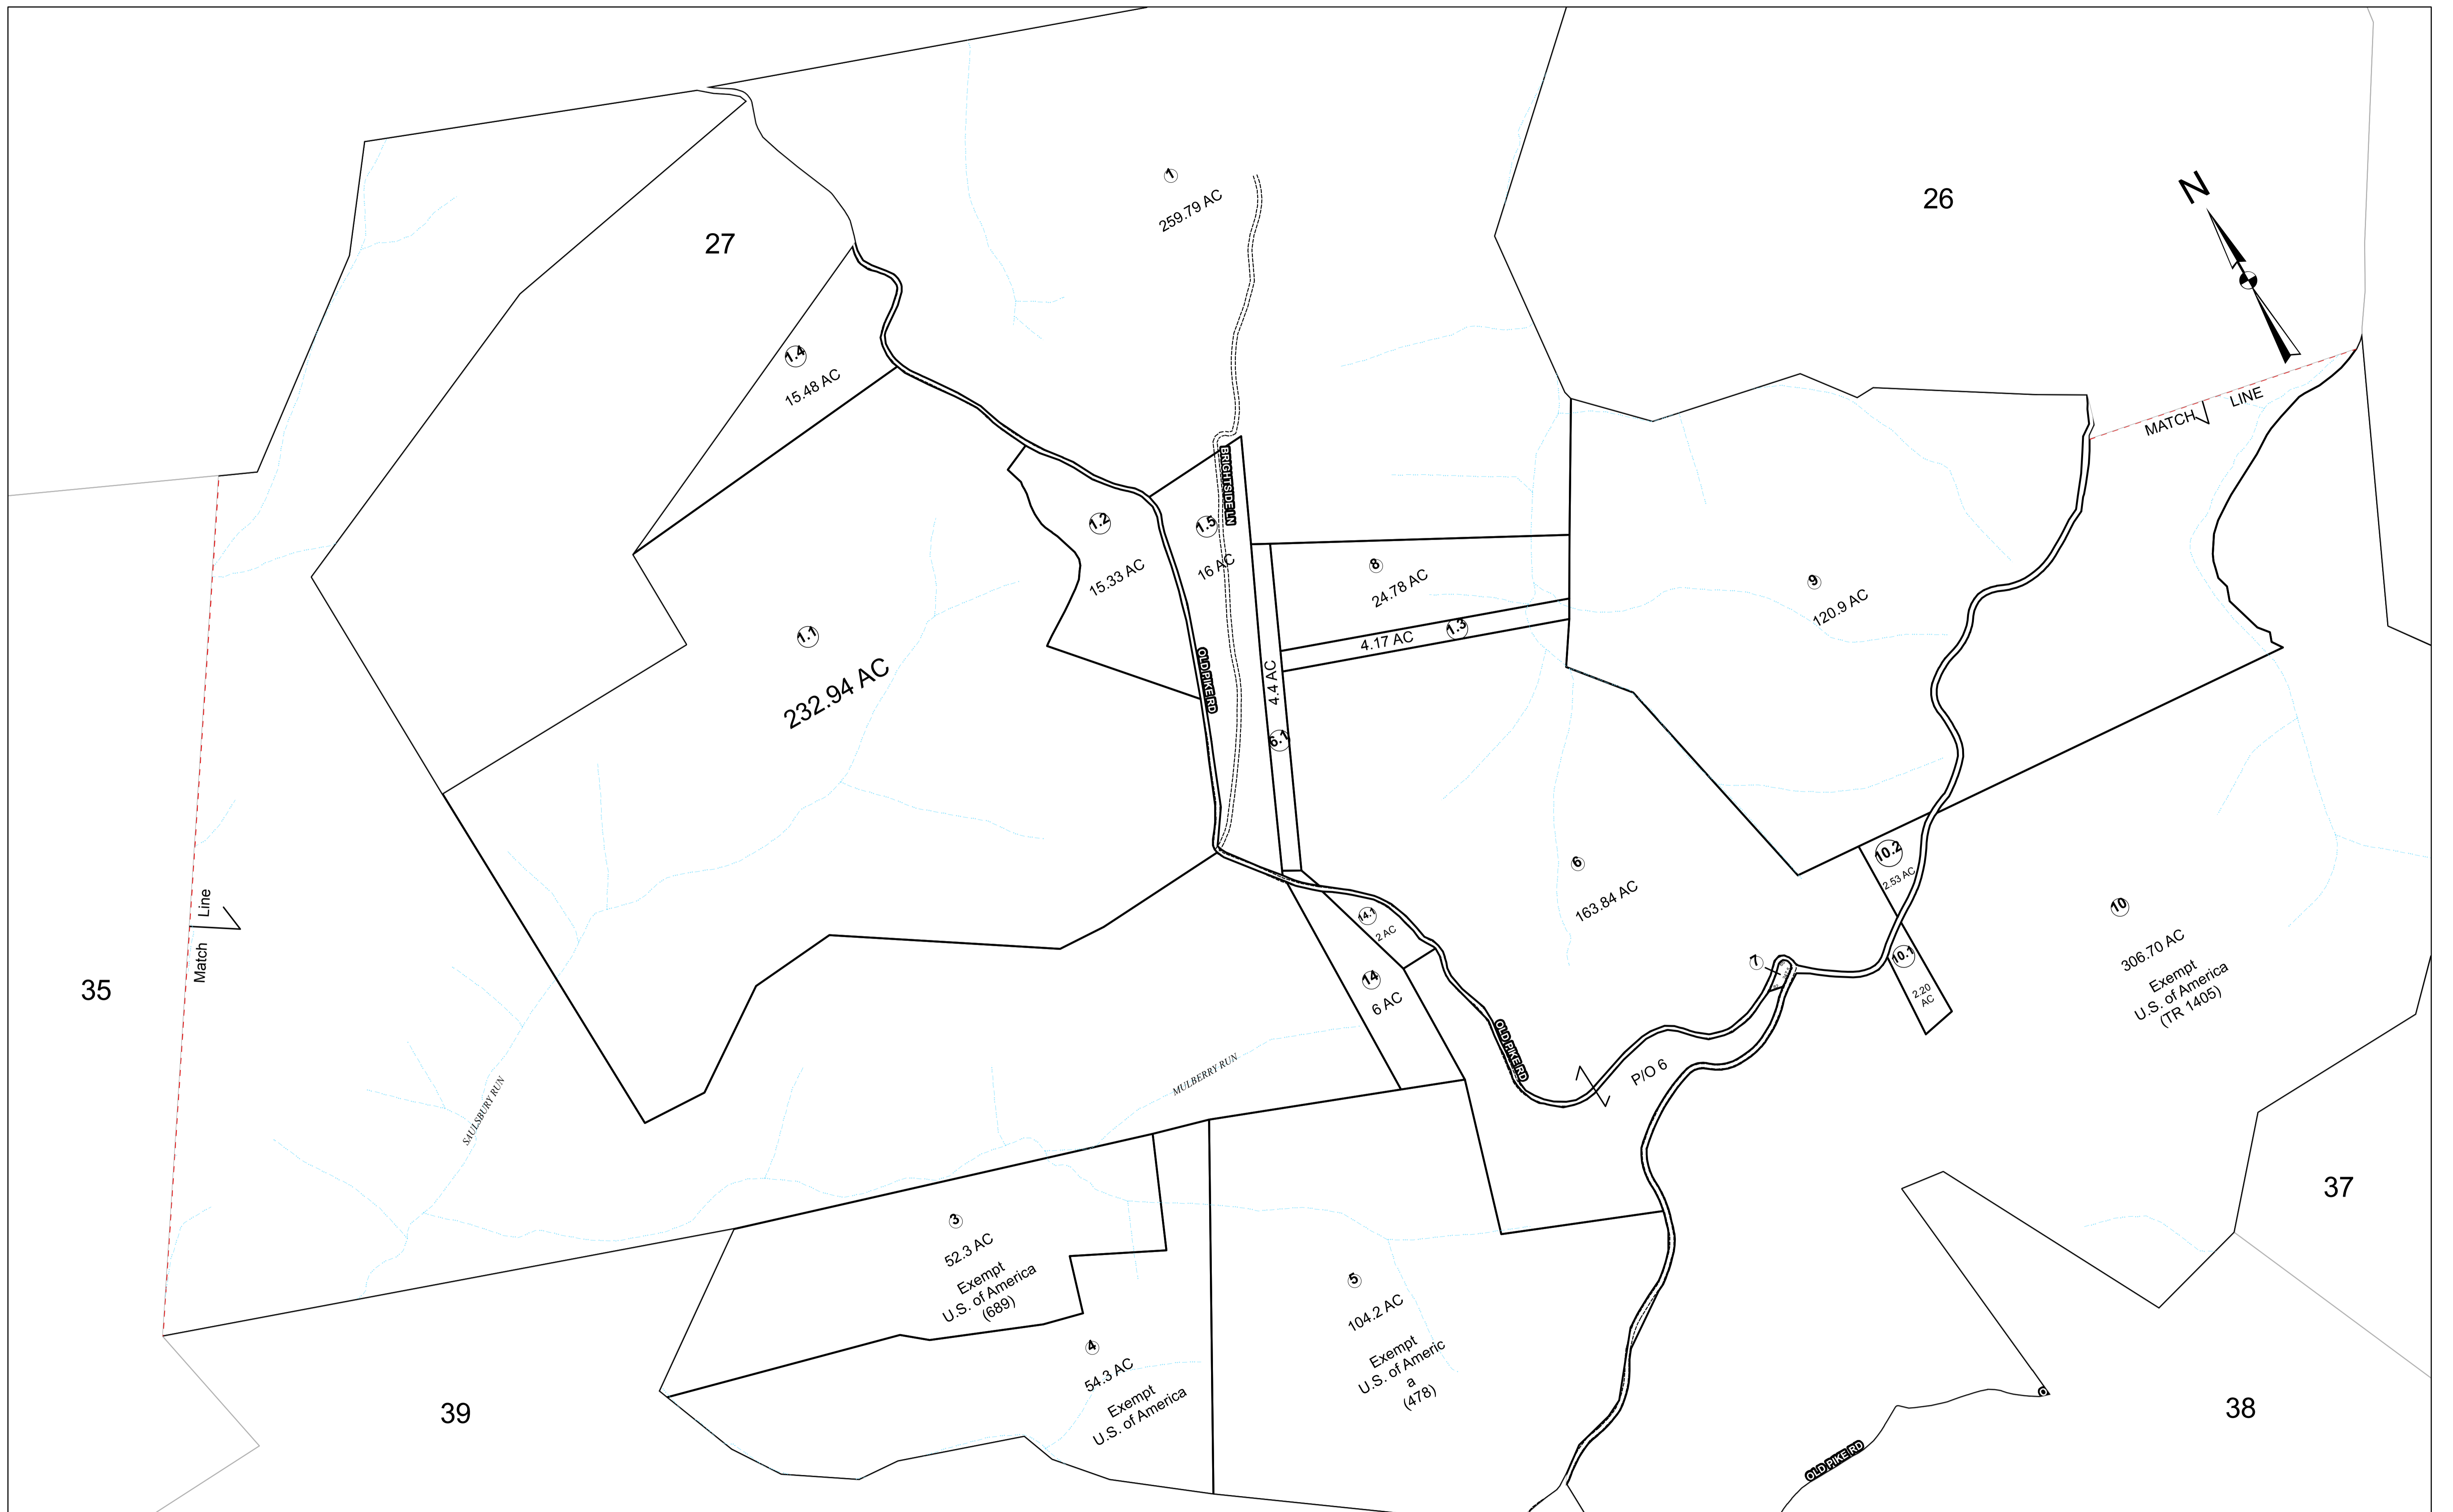 1
259.79 AC
26
N
27
1.4
15.48 AC
MATCH LINE
BRIGHTSIDE LN
1.2
15.33 AC
1.5
16 AC
8
24.78 AC
9
120.9 AC
1.1
232.94 AC
4.17 AC
1.3
OLD PIKE RD
4.4 AC
6.1
6
163.84 AC
10.2
2.53 AC
10
306.70 AC
Exempt
U.S. of America
(TR 1405)
Match Line
35
14.1
2 AC
14
6 AC
7
10.1
2.20
AC
OLD PIKE RD
P/O 6
SAULSBURY RUN
MULBERRY RUN
37
3
52.3 AC
Exempt
U.S. of America
(689)
4
54.3 AC
Exempt
U.S. of America
5
104.2 AC
Exempt
U.S. of Americ
a
(478)
39
38
O
OLD PIKE RD